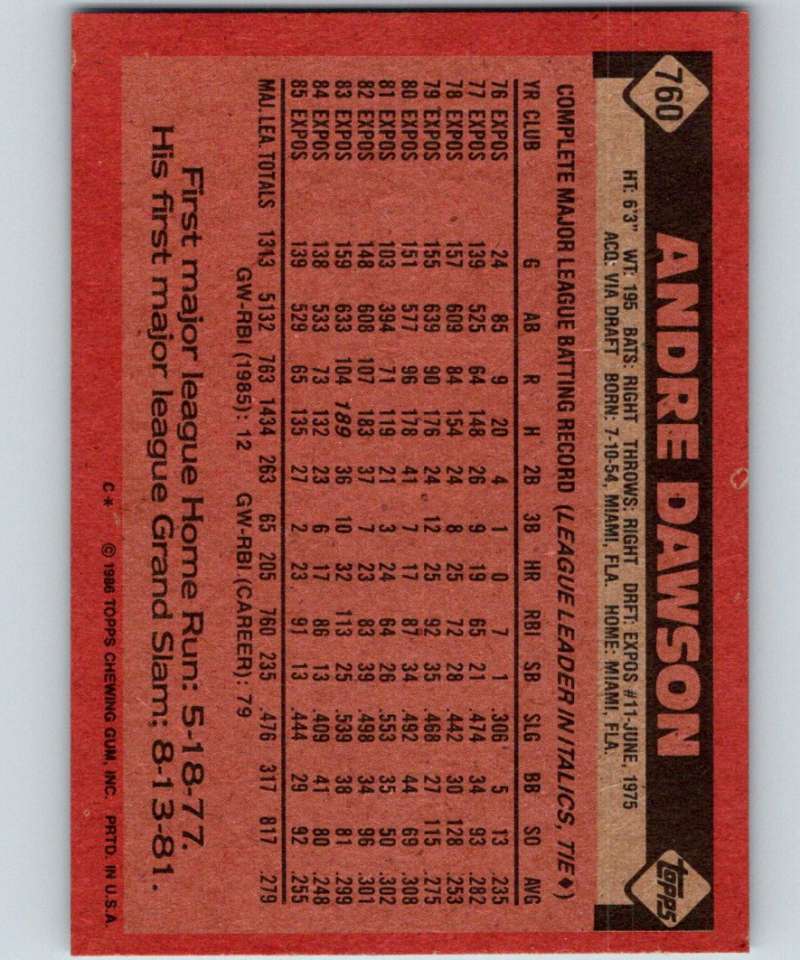 760 ANDRE DAWSON TOPPS
HT: 6'3" WT: 195 BATS: RIGHT THROWS: RIGHT DRFT: EXPOS #11-JUNE, 1975
ACQ: VIA DRAFT BORN: 7-10-54, MIAMI, FLA. HOME: MIAMI, FLA.
COMPLETE MAJOR LEAGUE BATTING RECORD (LEAGUE LEADER IN ITALICS, TIE♦)
YR CLUB G AB R H 2B 3B HR RBI SB SLG BB SO AVG
76 EXPOS 24 85 9 20 4 1 0 7 1 .306 5 13 .235
77 EXPOS 139 525 64 148 26 9 19 65 21 .474 34 93 .282
78 EXPOS 157 609 84 154 24 8 25 72 28 .442 30 128 .253
79 EXPOS 155 639 90 176 24 12 25 92 35 .468 27 115 .275
80 EXPOS 151 577 96 178 41 7 17 87 34 .492 44 69 .308
81 EXPOS 103 394 71 119 21 3 24 64 26 .553 35 50 .302
82 EXPOS 148 608 107 183 37 7 23 83 39 .498 34 96 .301
83 EXPOS 159 633 104 189 36 10 32 113 25 .539 38 81 .299
84 EXPOS 138 533 73 132 23 6 17 86 13 .409 41 80 .248
85 EXPOS 139 529 65 135 27 2 23 91 13 .444 29 92 .255
MAJ. LEA. TOTALS 1313 5132 763 1434 263 65 205 760 235 .476 317 817 .279
GW-RBI (1985): 12 GW-RBI (CAREER): 79
First major league Home Run: 5-18-77.
His first major league Grand Slam; 8-13-81.
C* © 1986 TOPPS CHEWING GUM, INC. PRTD. IN U.S.A.